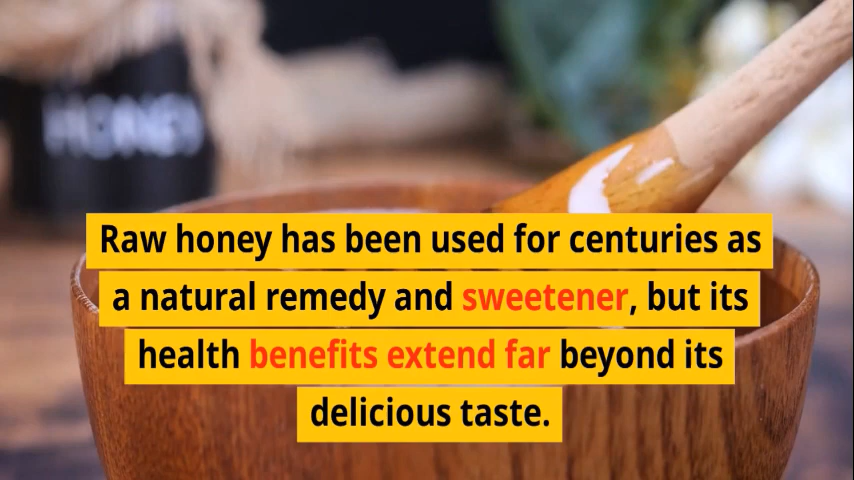 HONEY
Raw honey has been used for centuries as
a natural remedy and sweetener, but its
health benefits extend far beyond its
delicious taste.